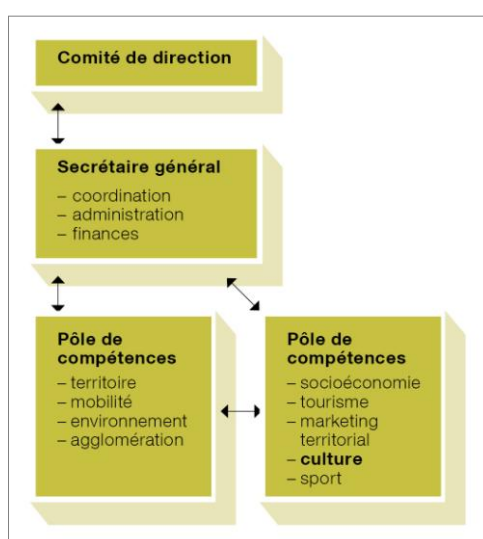 Comité de direction
Secrétaire général
– coordination
– administration
– finances
Pôle de
compétences
– territoire
– mobilité
– environnement
– agglomération
Pôle de
compétences
– socioéconomie
– tourisme
– marketing
territorial
– culture
– sport